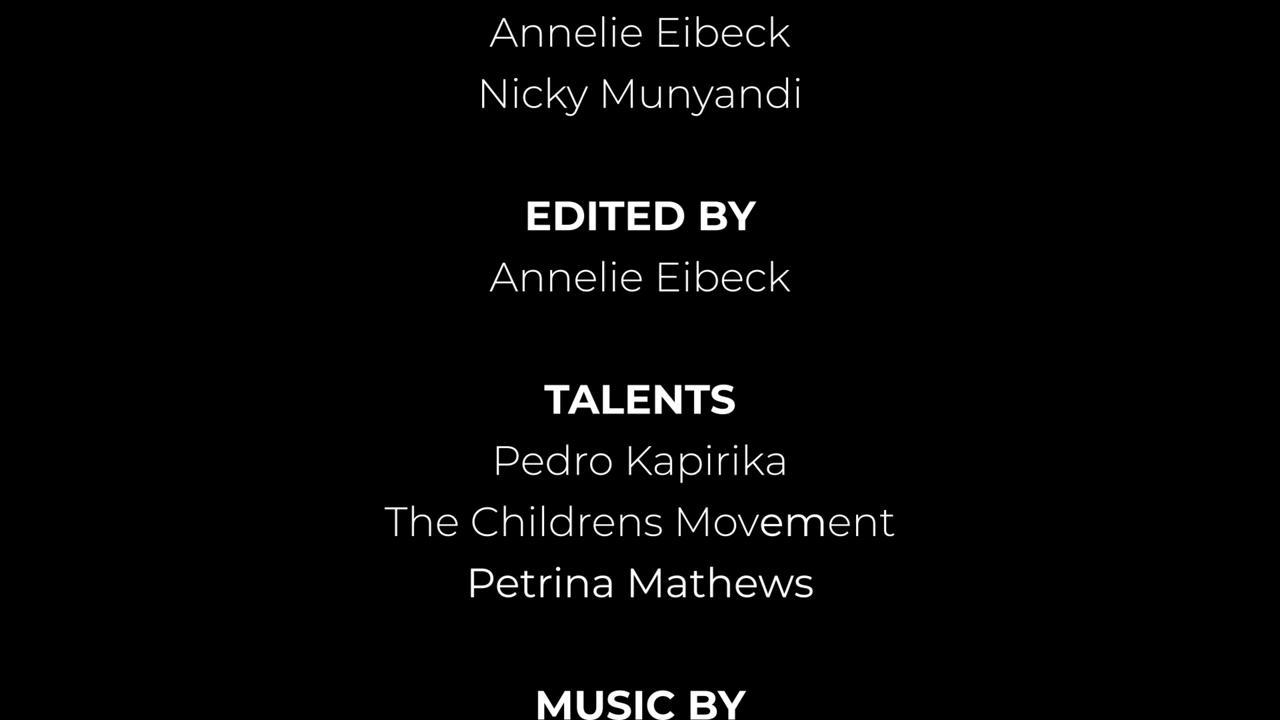 Annelie Eibeck
Nicky Munyandi
EDITED BY
Annelie Eibeck
TALENTS
Pedro Kapirika
The Childrens Movement
Petrina Mathews
MUSIC BY